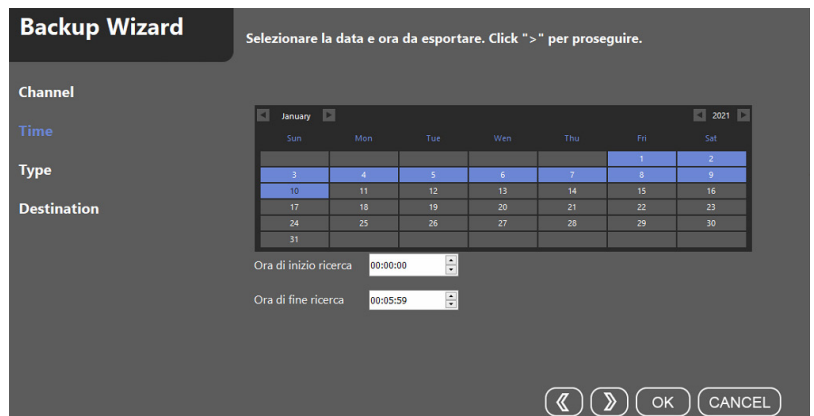 Backup Wizard
Selezionare la data e ora da esportare. Click ">" per proseguire.
Channel
Time
Type
Destination
January 2021
Sun Mon Tue Wen Thu Fri Sat
1 2
3 4 5 6 7 8 9
10 11 12 13 14 15 16
17 18 19 20 21 22 23
24 25 26 27 28 29 30
31
Ora di inizio ricerca 00:00:00
Ora di fine ricerca 00:05:59
OK CANCEL